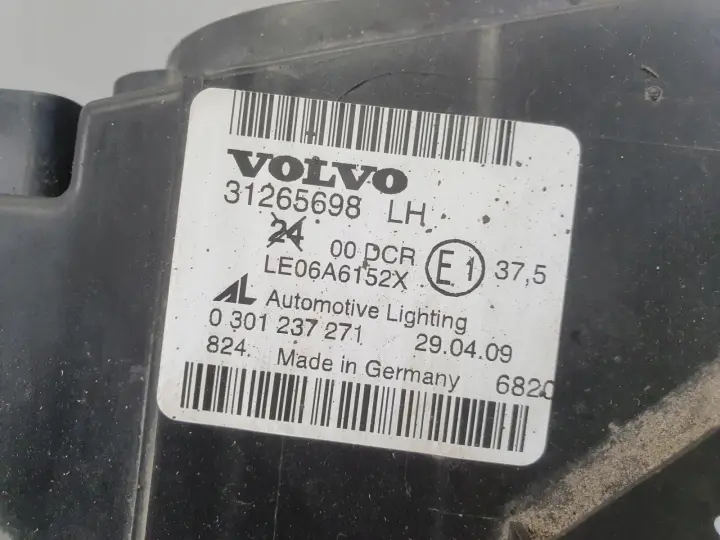 VOLVO
31265698 LH
24 00 DCR E1 37,5
LE06A6152X
AL Automotive Lighting
0 301 237 271 29.04.09
824. Made in Germany 6820